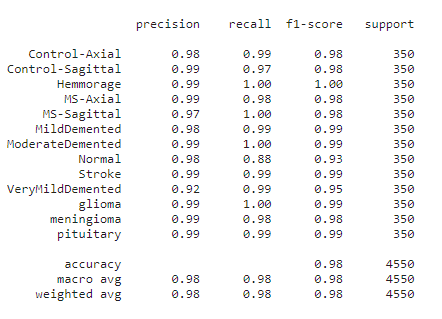 precision recall f1-score support
Control-Axial 0.98 0.99 0.98 350
Control-Sagittal 0.99 0.97 0.98 350
Hemmorage 0.99 1.00 1.00 350
MS-Axial 0.99 0.98 0.98 350
MS-Sagittal 0.97 1.00 0.98 350
MildDemented 0.98 0.99 0.99 350
ModerateDemented 0.99 1.00 0.99 350
Normal 0.98 0.88 0.93 350
Stroke 0.99 0.99 0.99 350
VeryMildDemented 0.92 0.99 0.95 350
glioma 0.99 1.00 0.99 350
meningioma 0.99 0.98 0.98 350
pituitary 0.99 0.99 0.99 350
accuracy 0.98 4550
macro avg 0.98 0.98 0.98 4550
weighted avg 0.98 0.98 0.98 4550